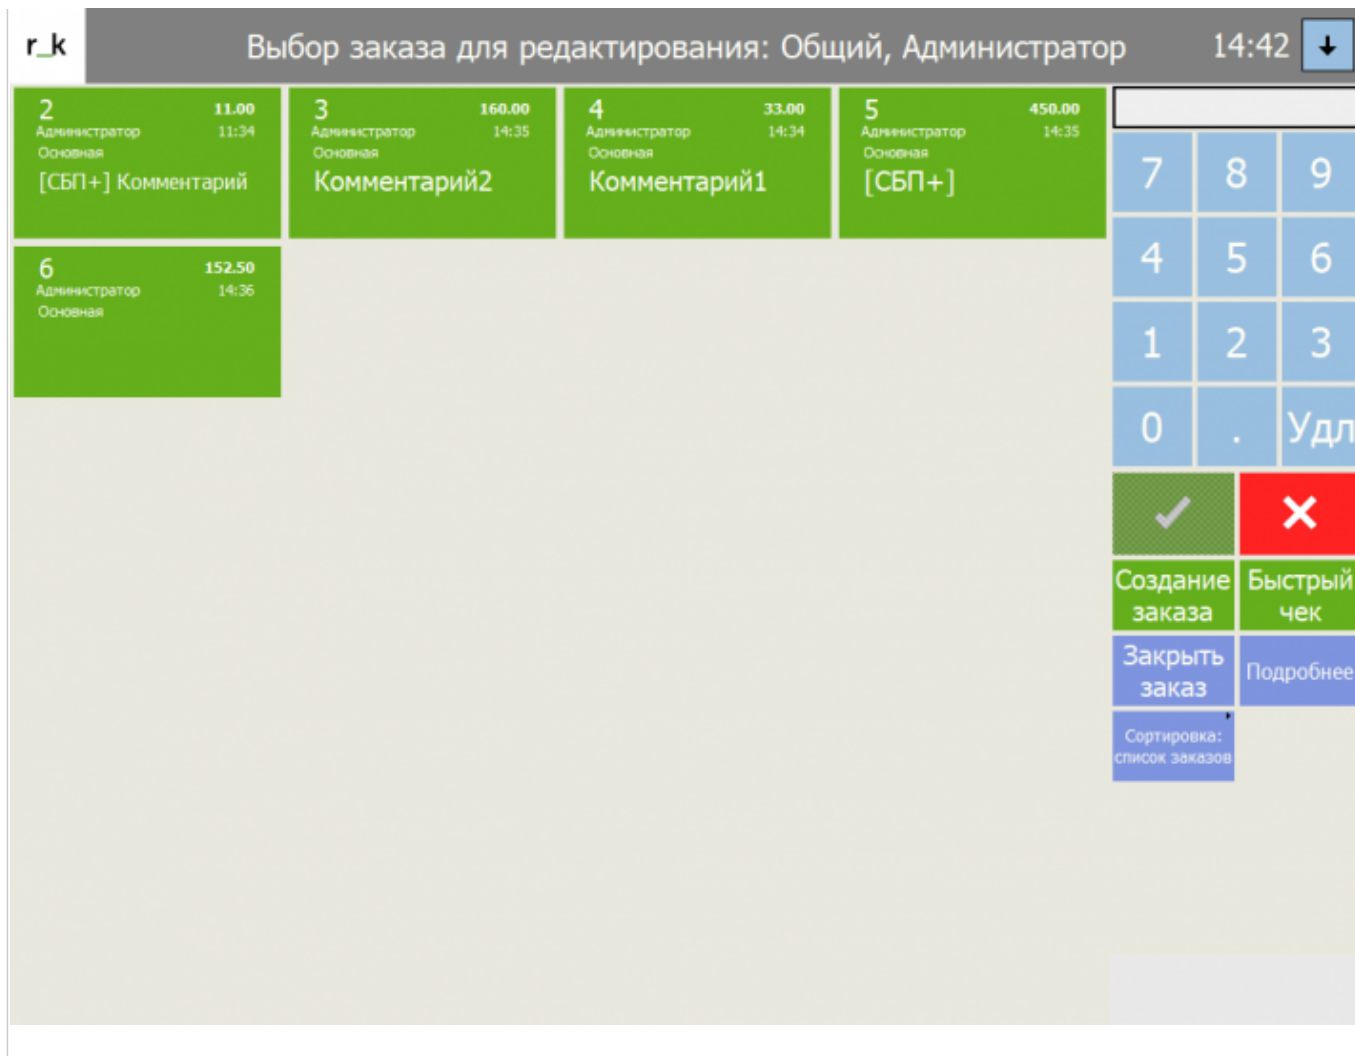 r_k
Выбор заказа для редактирования: Общий, Администратор
14:42
2 11.00
Администратор 11:34
Основная
[СБП+] Комментарий
3 160.00
Администратор 14:35
Основная
Комментарий2
4 33.00
Администратор 14:34
Основная
Комментарий1
5 450.00
Администратор 14:35
Основная
[СБП+]
6 152.50
Администратор 14:36
Основная
7 8 9
4 5 6
1 2 3
0 . Удл
Создание
заказа
Быстрый
чек
Закрыть
заказ
Подробнее
Сортировка:
список заказов